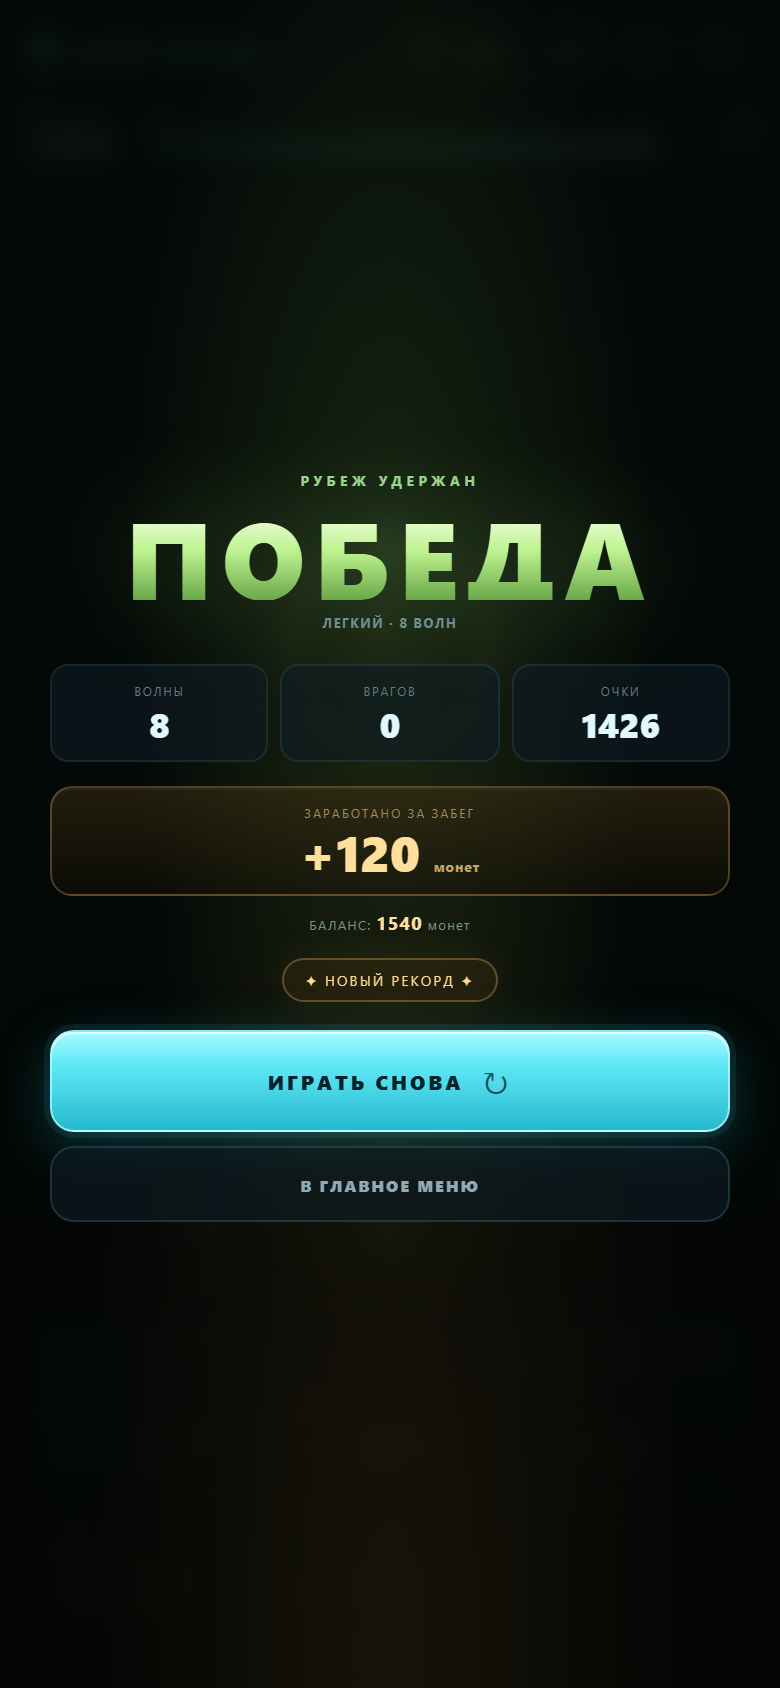 РУБЕЖ УДЕРЖАН
ПОБЕДА
ЛЕГКИЙ · 8 ВОЛН
ВОЛНЫ
8
ВРАГОВ
0
ОЧКИ
1426
ЗАРАБОТАНО ЗА ЗАБЕГ
+120 монет
БАЛАНС: 1540 монет
✦ НОВЫЙ РЕКОРД ✦
ИГРАТЬ СНОВА ↻
В ГЛАВНОЕ МЕНЮ